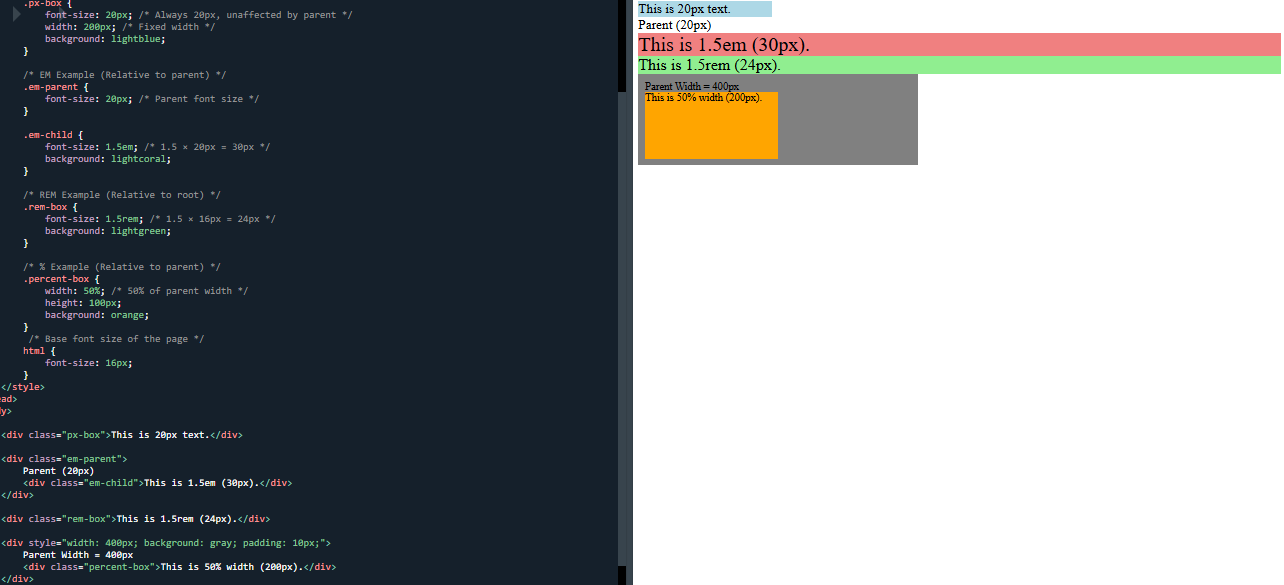 .px-box {
font-size: 20px; /* Always 20px, unaffected by parent */
width: 200px; /* Fixed width */
background: lightblue;
}
/* EM Example (Relative to parent) */
.em-parent {
font-size: 20px; /* Parent font size */
}
.em-child {
font-size: 1.5em; /* 1.5 × 20px = 30px */
background: lightcoral;
}
/* REM Example (Relative to root) */
.rem-box {
font-size: 1.5rem; /* 1.5 × 16px = 24px */
background: lightgreen;
}
/* % Example (Relative to parent) */
.percent-box {
width: 50%; /* 50% of parent width */
height: 100px;
background: orange;
}
/* Base font size of the page */
html {
font-size: 16px;
}
</style>
ead>
dy>
<div class="px-box">This is 20px text.</div>
<div class="em-parent">
Parent (20px)
<div class="em-child">This is 1.5em (30px).</div>
</div>
<div class="rem-box">This is 1.5rem (24px).</div>
<div style="width: 400px; background: gray; padding: 10px;">
Parent Width = 400px
<div class="percent-box">This is 50% width (200px).</div>
</div>
This is 20px text.
Parent (20px)
This is 1.5em (30px).
This is 1.5rem (24px).
Parent Width = 400px
This is 50% width (200px).